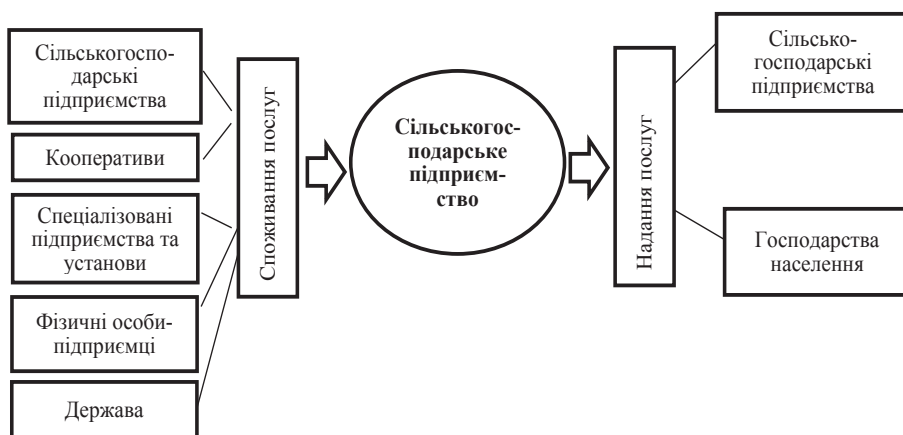 Сільськогоспо-
дарські
підприємства
Кооперативи
Спеціалізовані
підприємства та
установи
Фізичні особи-
підприємці
Держава
Споживання послуг
Сільськогос-
подарське
підприєм-
ство
Надання послуг
Сільсько-
господарські
підприємства
Господарства
населення